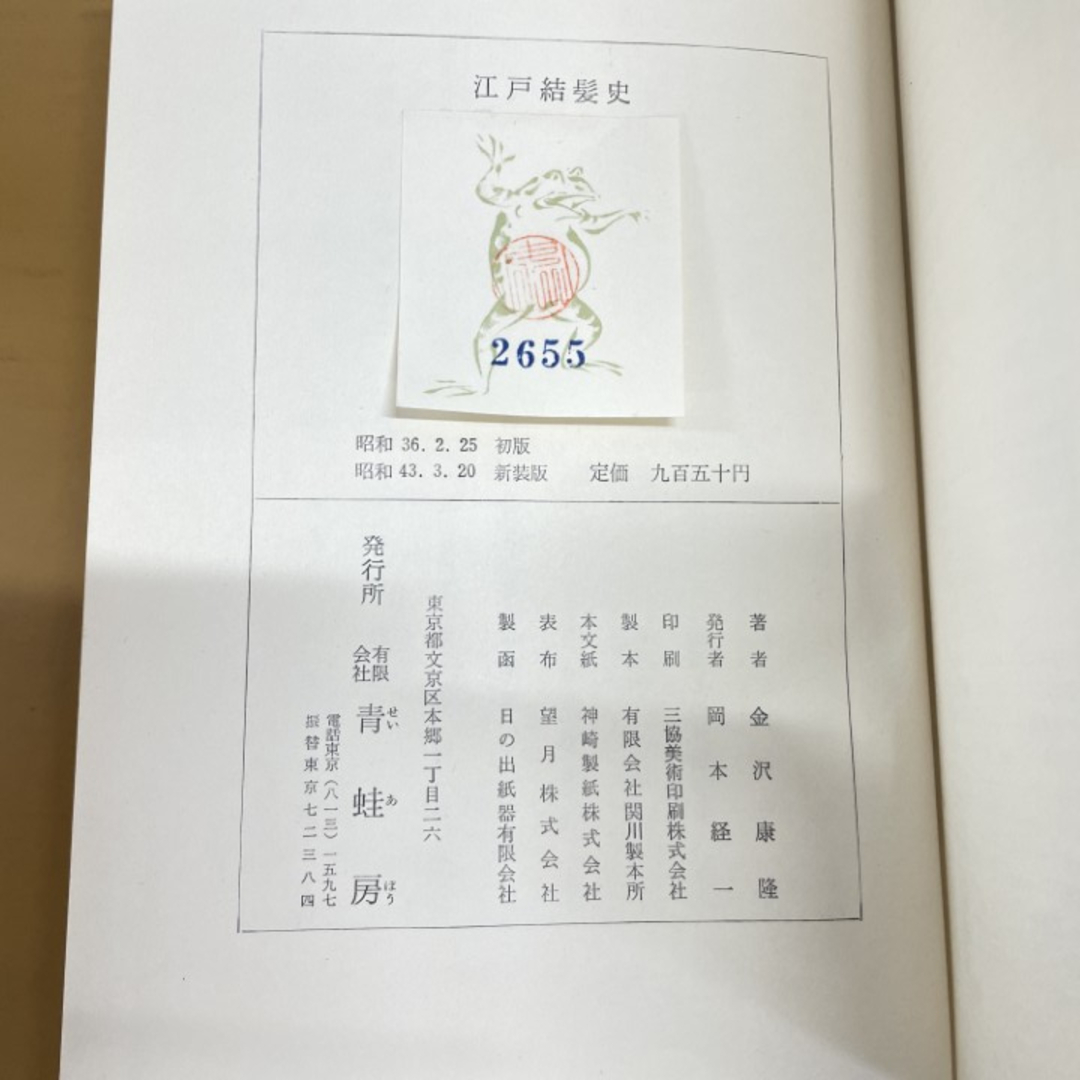 江戸結髪史
2655
昭和 36. 2. 25 初版
昭和 43. 3. 20 新装版 定価 九百五十円
著者 金沢康隆
発行者 岡本経一
印刷 三協美術印刷株式会社
製本 有限会社関川製本所
本文紙 神崎製紙株式会社
表布 望月株式会社
製函 日の出紙器有限会社
東京都文京区本郷一丁目二六
発行所 有限会社 青蛙房
せいあぼう
電話東京(八一三)一五九七
振替東京七二三八四